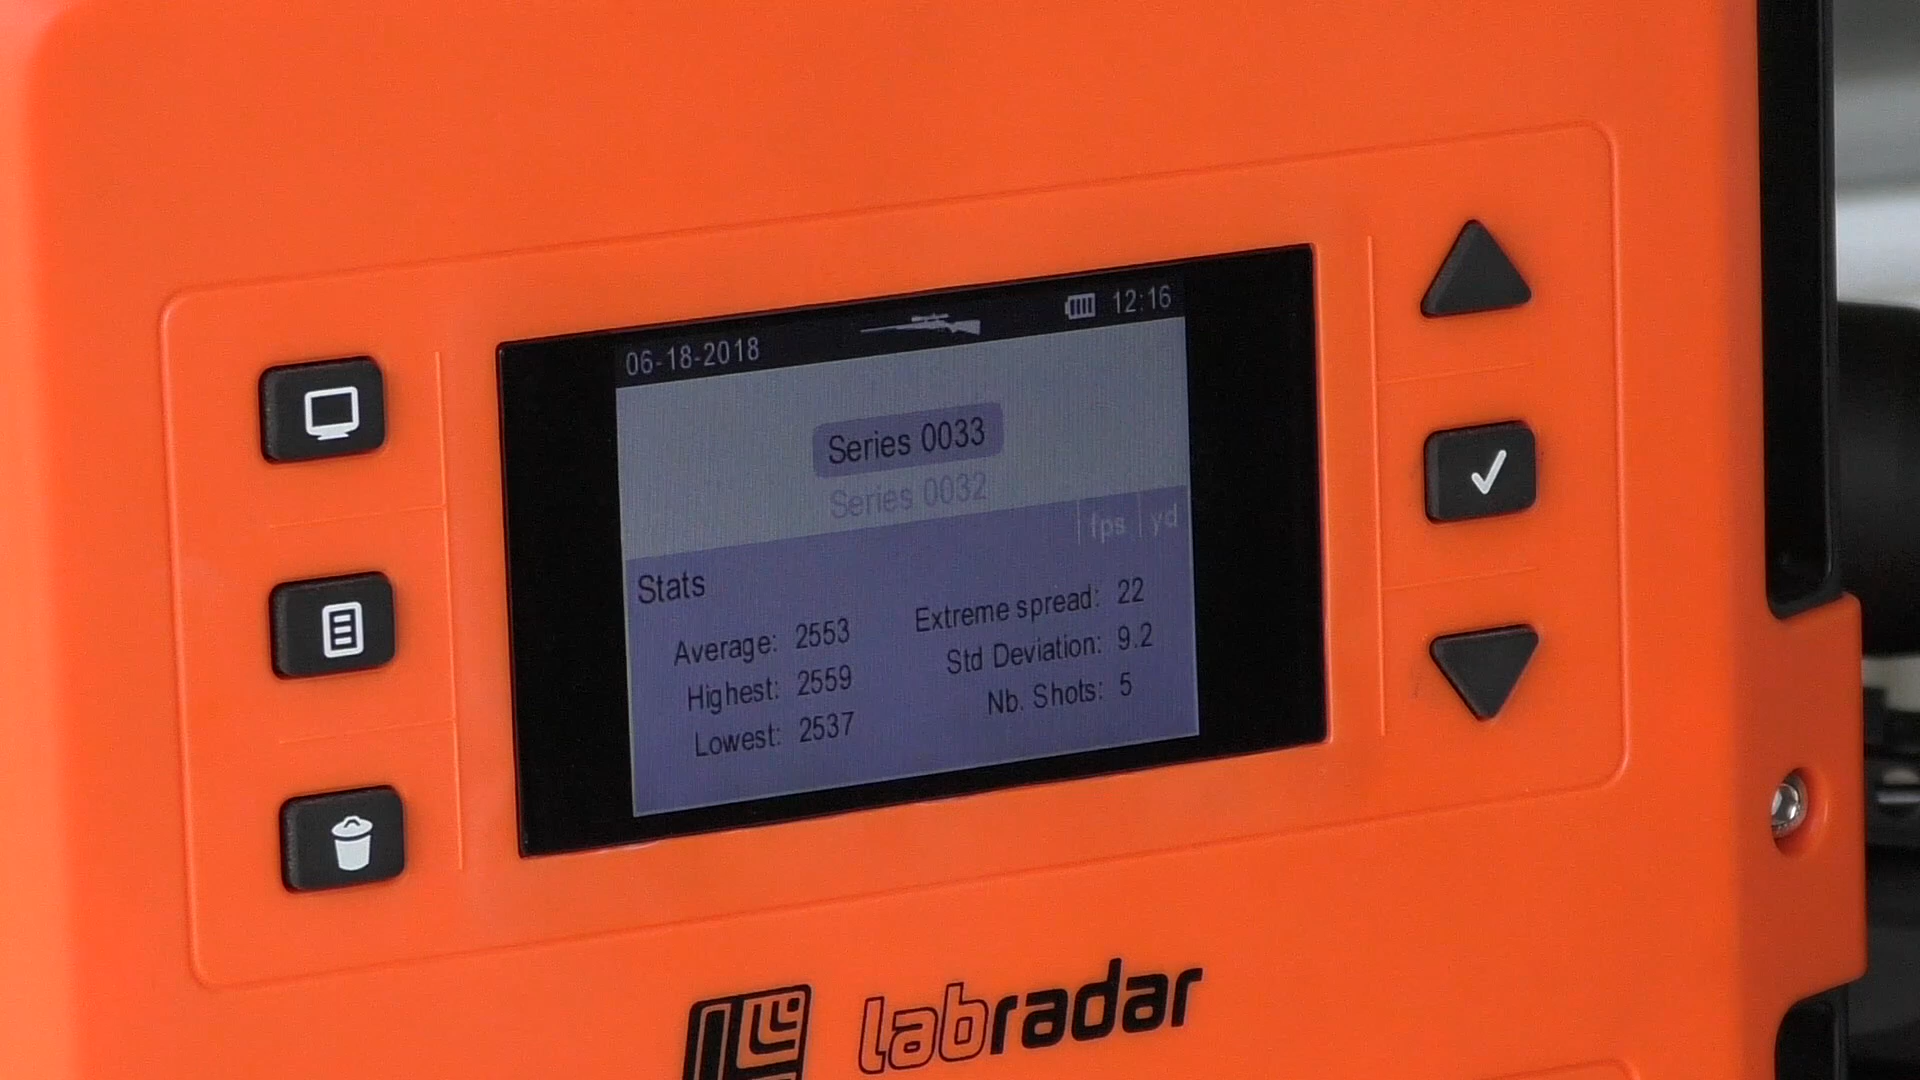 06-18-2018 12:16
Series 0033
Series 0032
fps yd
Stats
Average: 2553
Highest: 2559
Lowest: 2537
Extreme spread: 22
Std Deviation: 9.2
Nb. Shots: 5
labradar